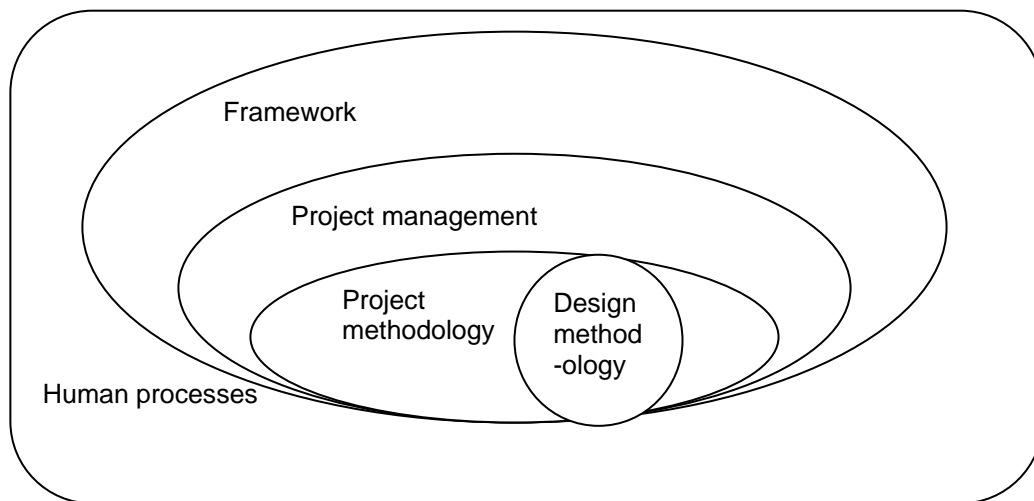 Framework
Project management
Project
methodology
Design
method
-ology
Human processes